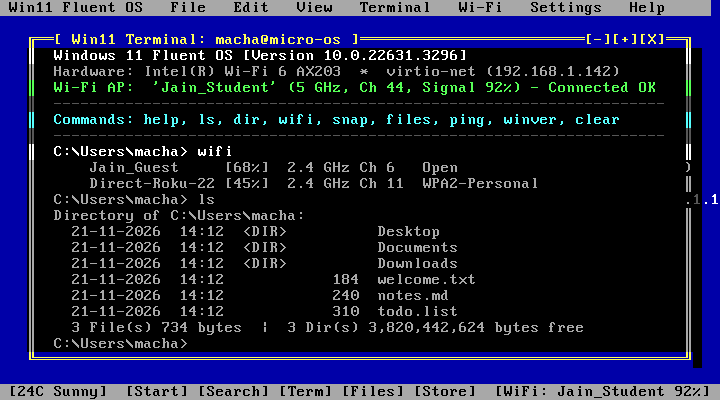 Win11 Fluent OS   File   Edit   View   Terminal   Wi-Fi   Settings   Help
[ Win11 Terminal: macha@micro-os ]                         [-][+][X]
Windows 11 Fluent OS [Version 10.0.22631.3296]
Hardware: Intel(R) Wi-Fi 6 AX203  *  virtio-net (192.168.1.142)
Wi-Fi AP:  'Jain_Student' (5 GHz, Ch 44, Signal 92%) - Connected OK
--------------------------------------------------------------------
Commands: help, ls, dir, wifi, snap, files, ping, winver, clear
--------------------------------------------------------------------
C:\Users\macha> wifi
    Jain_Guest     [68%]  2.4 GHz Ch 6   Open                            )
    Direct-Roku-22 [45%]  2.4 GHz Ch 11  WPA2-Personal
C:\Users\macha> ls                                                    .1.1
Directory of C:\Users\macha:
  21-11-2026  14:12  <DIR>          Desktop
  21-11-2026  14:12  <DIR>          Documents
  21-11-2026  14:12  <DIR>          Downloads
  21-11-2026  14:12            184  welcome.txt
  21-11-2026  14:12            240  notes.md
  21-11-2026  14:12            310  todo.list
  3 File(s) 734 bytes  |  3 Dir(s) 3,820,442,624 bytes free
C:\Users\macha>
[24C Sunny]  [Start] [Search] [Term] [Files] [Store]  [WiFi: Jain_Student 92%]